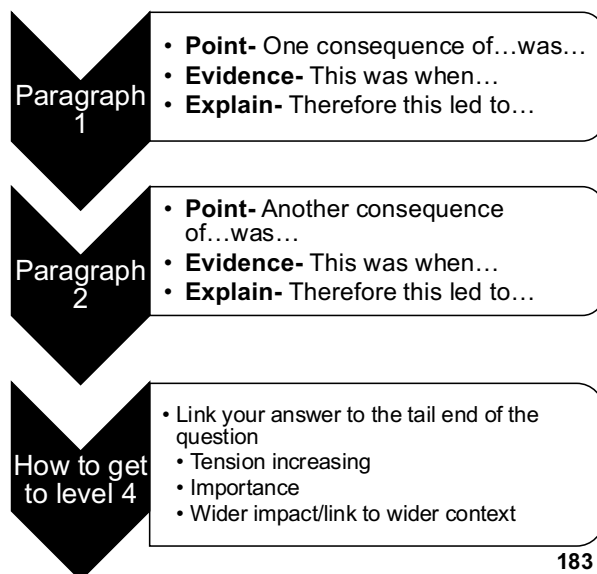 Paragraph
1
• Point- One consequence of…was…
• Evidence- This was when…
• Explain- Therefore this led to…
Paragraph
2
• Point- Another consequence
of…was…
• Evidence- This was when…
• Explain- Therefore this led to…
How to get
to level 4
• Link your answer to the tail end of the
question
• Tension increasing
• Importance
• Wider impact/link to wider context
183